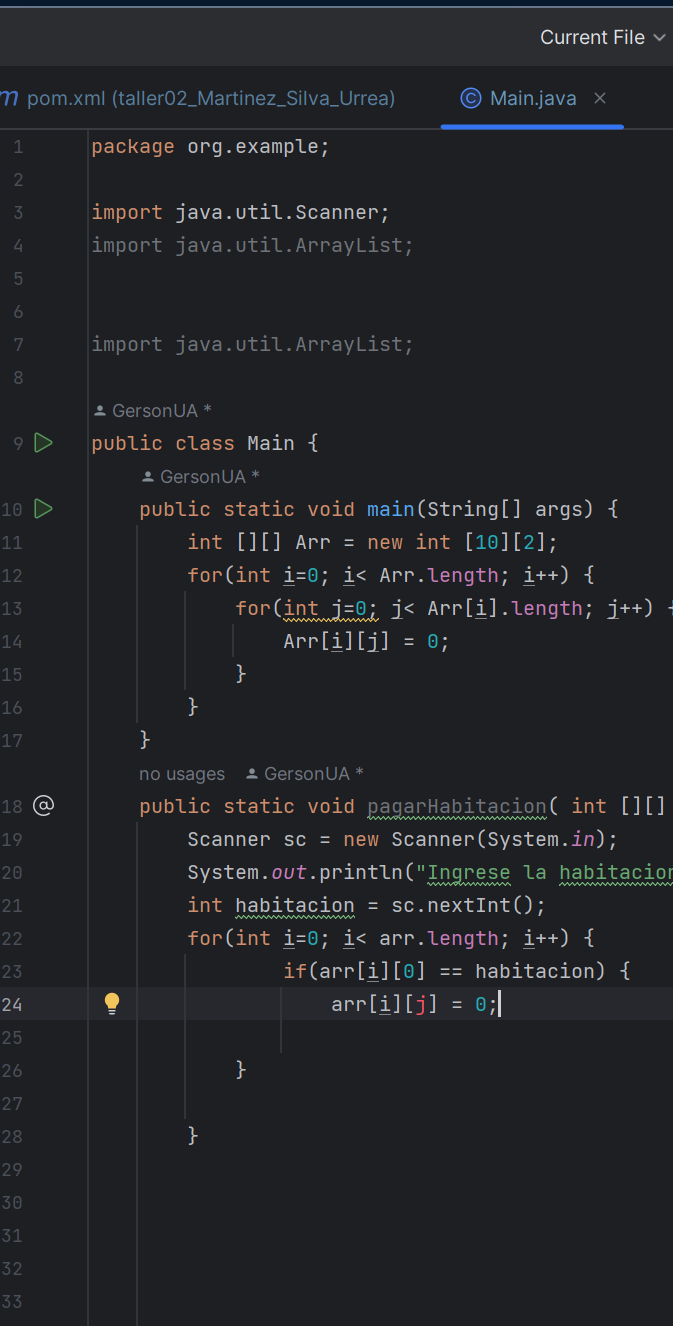 Current File
m pom.xml (taller02_Martinez_Silva_Urrea) Main.java
1 package org.example;
2
3 import java.util.Scanner;
4 import java.util.ArrayList;
5
6
7 import java.util.ArrayList;
8
GersonUA *
9 public class Main {
GersonUA *
10 public static void main(String[] args) {
11 int [][] Arr = new int [10][2];
12 for(int i=0; i< Arr.length; i++) {
13 for(int j=0; j< Arr[i].length; j++) {
14 Arr[i][j] = 0;
15 }
16 }
17 }
no usages GersonUA *
18 @ public static void pagarHabitacion( int [][]
19 Scanner sc = new Scanner(System.in);
20 System.out.println("Ingrese la habitacion
21 int habitacion = sc.nextInt();
22 for(int i=0; i< arr.length; i++) {
23 if(arr[i][0] == habitacion) {
24 arr[i][j] = 0;
25
26 }
27
28 }
29
30
31
32
33